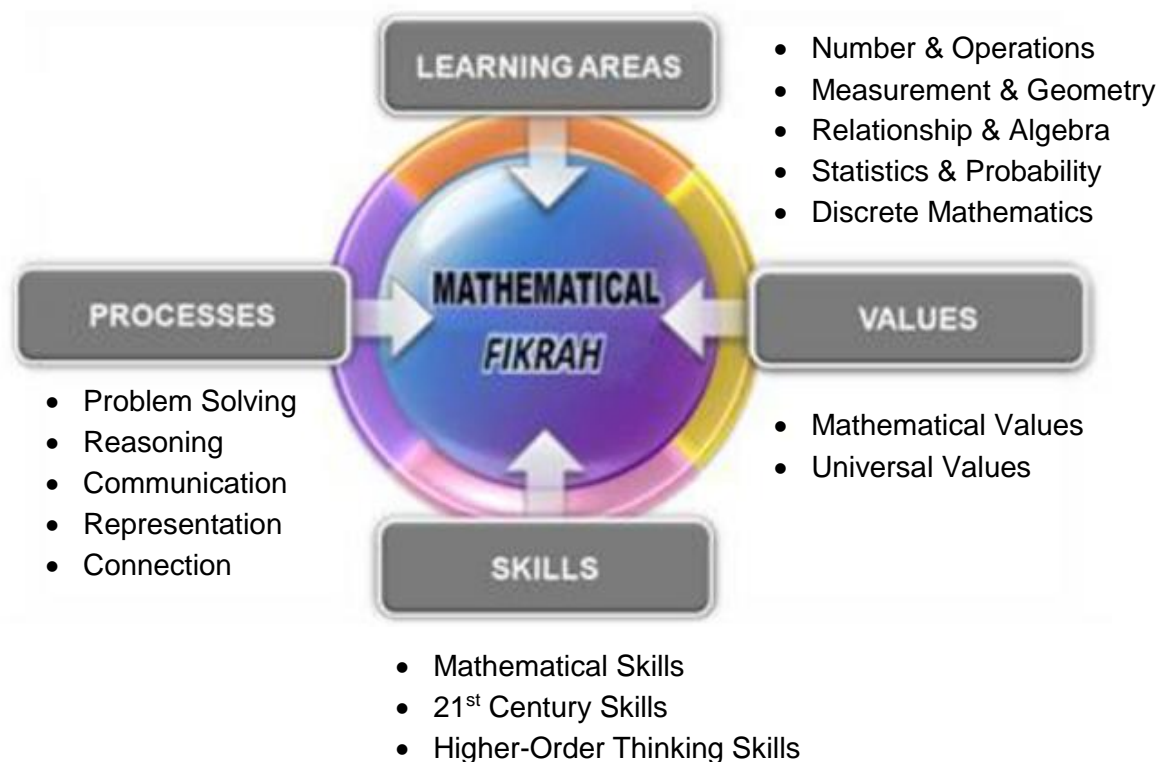 LEARNING AREAS
• Number & Operations
• Measurement & Geometry
• Relationship & Algebra
• Statistics & Probability
• Discrete Mathematics
PROCESSES
MATHEMATICAL
FIKRAH
VALUES
• Problem Solving
• Reasoning
• Communication
• Representation
• Connection
• Mathematical Values
• Universal Values
SKILLS
• Mathematical Skills
• 21st Century Skills
• Higher-Order Thinking Skills